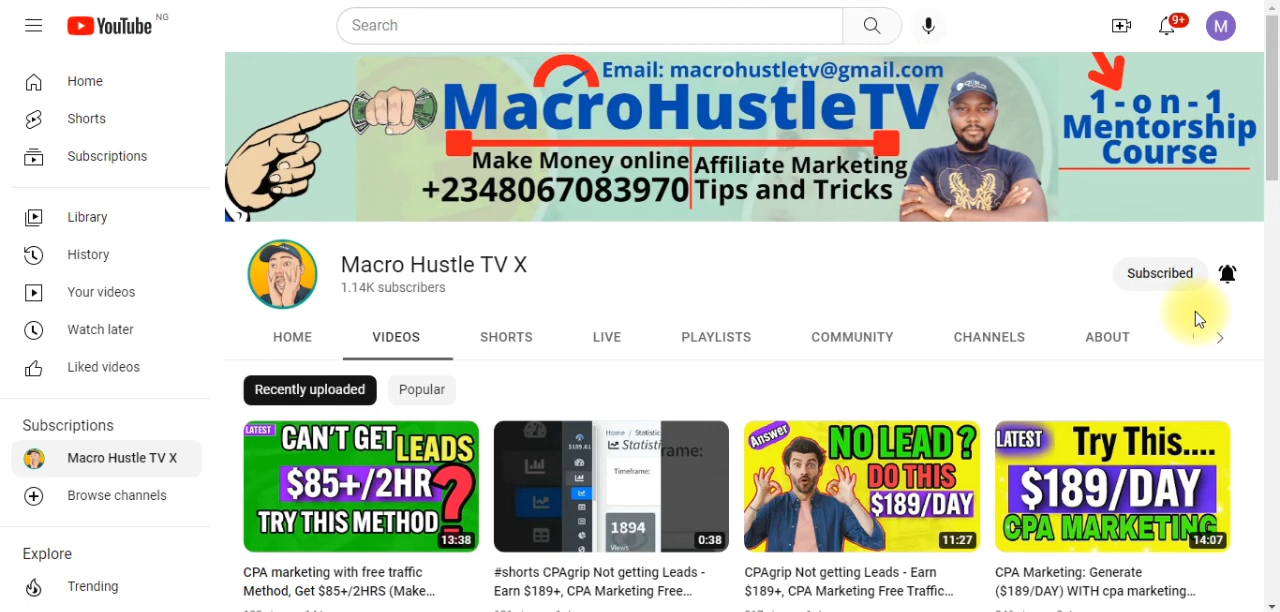 YouTube NG
Search
9+
M
Home
Shorts
Subscriptions
Library
History
Your videos
Watch later
Liked videos
Subscriptions
Macro Hustle TV X
Browse channels
Explore
Trending
Email: macrohustletv@gmail.com
MacroHustleTV
Make Money online
+2348067083970
Affiliate Marketing
Tips and Tricks
1-on-1
Mentorship
Course
Macro Hustle TV X
1.14K subscribers
Subscribed
HOME
VIDEOS
SHORTS
LIVE
PLAYLISTS
COMMUNITY
CHANNELS
ABOUT
Recently uploaded
Popular
LATEST
CAN'T GET LEADS
$85+/2HR
TRY THIS METHOD ?
13:38
CPA marketing with free traffic
Method, Get $85+/2HRS (Make...
$189.61
Home / Statistic
Statisti
Timeframe:
rame:
1894
Views
0:38
#shorts CPAgrip Not getting Leads -
Earn $189+, CPA Marketing Free...
Answer
NO LEAD ?
DO THIS
$189/DAY
11:27
CPAgrip Not getting Leads - Earn
$189+, CPA Marketing Free Traffic...
LATEST
Try This....
$189/DAY
CPA MARKETING
14:07
CPA Marketing: Generate
($189/DAY) WITH cpa marketing...